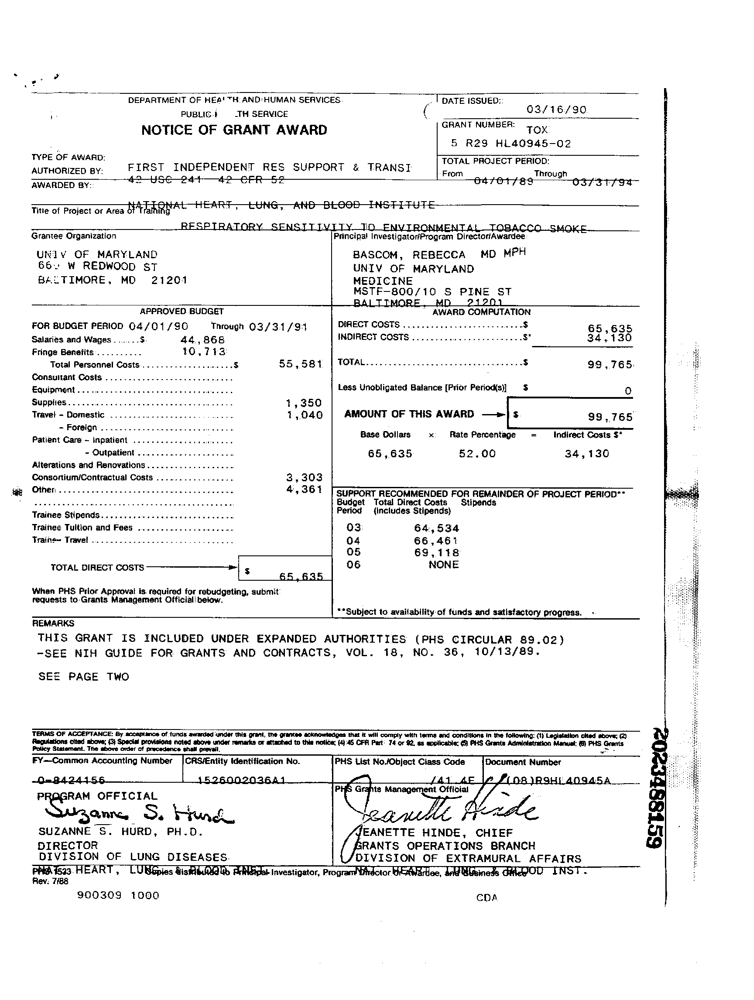 DEPARTMENT OF HEALTH AND HUMAN SERVICES
PUBLIC HEALTH SERVICE
NOTICE OF GRANT AWARD
DATE ISSUED:
03/16/90
GRANT NUMBER: TOX
5 R29 HL40945-02
TYPE OF AWARD: FIRST INDEPENDENT RES SUPPORT & TRANSI
AUTHORIZED BY: 42 USC 241 42 CFR 52
TOTAL PROJECT PERIOD:
From 04/01/89 Through 03/31/94
AWARDED BY: NATIONAL HEART, LUNG, AND BLOOD INSTITUTE
Title of Project or Area of Training
RESPIRATORY SENSITIVITY TO ENVIRONMENTAL TOBACCO SMOKE
Grantee Organization
UNIV OF MARYLAND
W REDWOOD ST
BALTIMORE, MD 21201
Principal Investigator/Program Director/Awardee
BASCOM, REBECCA MD MPH
UNIV OF MARYLAND
MEDICINE
MSTF-800/10 S PINE ST
BALTIMORE, MD 21201
APPROVED BUDGET
FOR BUDGET PERIOD 04/01/90 Through 03/31/91
Salaries and Wages ......$ 44,868
Fringe Benefits .......... 10,713
Total Personnel Costs ....................$ 55,581
Consultant Costs ............................
Equipment ..................................
Supplies .................................... 1,350
Travel – Domestic ........................ 1,040
– Foreign ............................
Patient Care – Inpatient ......................
– Outpatient ......................
Alterations and Renovations ...................
Consortium/Contractual Costs ................. 3,303
Other ...................................... 4,361
Trainee Stipends ............................
Trainee Tuition and Fees .....................
Trainee Travel ..............................
TOTAL DIRECT COSTS $ 65,635
When PHS Prior Approval is required for rebudgeting, submit
requests to Grants Management Official below.
AWARD COMPUTATION
DIRECT COSTS ..........................$ 65,635
INDIRECT COSTS ........................$* 34,130
TOTAL ..................................$ 99,765
Less Unobligated Balance [Prior Period(s)] $ 0
AMOUNT OF THIS AWARD $ 99,765
Base Dollars × Rate Percentage = Indirect Costs $*
65,635 52.00 34,130
SUPPORT RECOMMENDED FOR REMAINDER OF PROJECT PERIOD**
Budget Total Direct Costs Stipends
Period (Includes Stipends)
03 64,534
04 66,461
05 69,118
06 NONE
**Subject to availability of funds and satisfactory progress.
REMARKS
THIS GRANT IS INCLUDED UNDER EXPANDED AUTHORITIES (PHS CIRCULAR 89.02)
-SEE NIH GUIDE FOR GRANTS AND CONTRACTS, VOL. 18, NO. 36, 10/13/89.
SEE PAGE TWO
TERMS OF ACCEPTANCE: By acceptance of funds awarded under this grant, the grantee acknowledges that it will comply with terms and conditions in the following: (1) Legislation cited above; (2)
Regulations cited above; (3) Special provisions noted above under remarks or attached to this notice; (4) 45 CFR Part 74 or 92, as applicable; (5) PHS Grants Administration Manual; (6) PHS Grants
Policy Statement. The above order of precedence shall prevail.
FY—Common Accounting Number
0-8424156
CRS/Entity Identification No.
1526002036A1
PHS List No./Object Class Code
/41.4E
Document Number
(08)R9HL40945A
PROGRAM OFFICIAL
Suzanne S. Hurd
SUZANNE S. HURD, PH.D.
DIRECTOR
DIVISION OF LUNG DISEASES
PHS Grants Management Official
Jeanette Hinde
JEANETTE HINDE, CHIEF
GRANTS OPERATIONS BRANCH
DIVISION OF EXTRAMURAL AFFAIRS
HEART, Copies distributed to Principal Investigator, Program Director or Awardee, and Business Office INST.
Rev. 7/88
900309 1000
CDA
2023488159